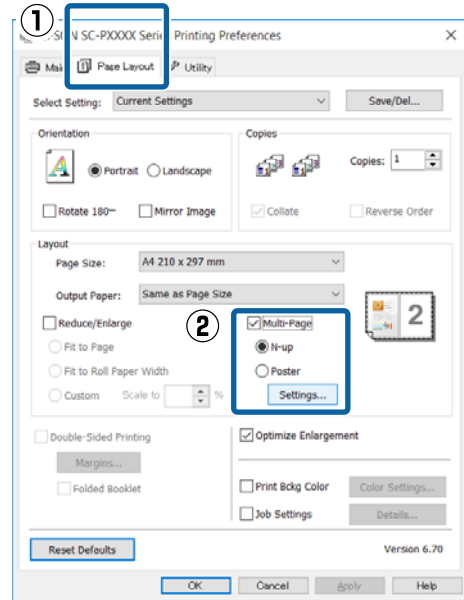 ①
SON SC-PXXXX Serie Printing Preferences
Mai Page Layout Utility
Select Setting: Current Settings Save/Del...
Orientation Copies
A Portrait Landscape Copies: 1
Rotate 180° Mirror Image Collate Reverse Order
Layout
Page Size: A4 210 x 297 mm
Output Paper: Same as Page Size
Reduce/Enlarge ② Multi-Page 2
Fit to Page N-up
Fit to Roll Paper Width Poster
Custom Scale to % Settings...
Double-Sided Printing Optimize Enlargement
Margins...
Folded Booklet Print Bckg Color Color Settings...
Job Settings Details...
Reset Defaults Version 6.70
OK Cancel Apply Help